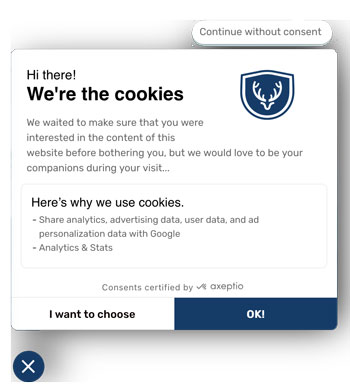 Continue without consent
Hi there!
We're the cookies
We waited to make sure that you were
interested in the content of this
website before bothering you, but we would love to be your
companions during your visit...
Here's why we use cookies.
- Share analytics, advertising data, user data, and ad
personalization data with Google
- Analytics & Stats
Consents certified by axeptio
I want to choose
OK!